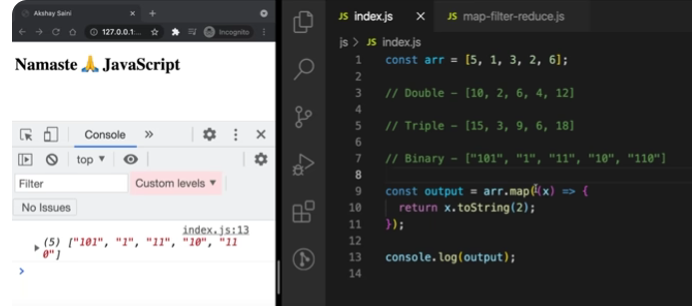 Akshay Saini
127.0.0.1:
Incognito
Namaste 🙏 JavaScript
Console
top ▼
Filter
Custom levels ▼
No Issues
index.js:13
(5) ["101", "1", "11", "10", "11
0"]
JS index.js
JS map-filter-reduce.js
js > JS index.js
1 const arr = [5, 1, 3, 2, 6];
2
3 // Double – [10, 2, 6, 4, 12]
4
5 // Triple – [15, 3, 9, 6, 18]
6
7 // Binary – ["101", "1", "11", "10", "110"]
8
9 const output = arr.map((x) => {
10 return x.toString(2);
11 });
12
13 console.log(output);
14